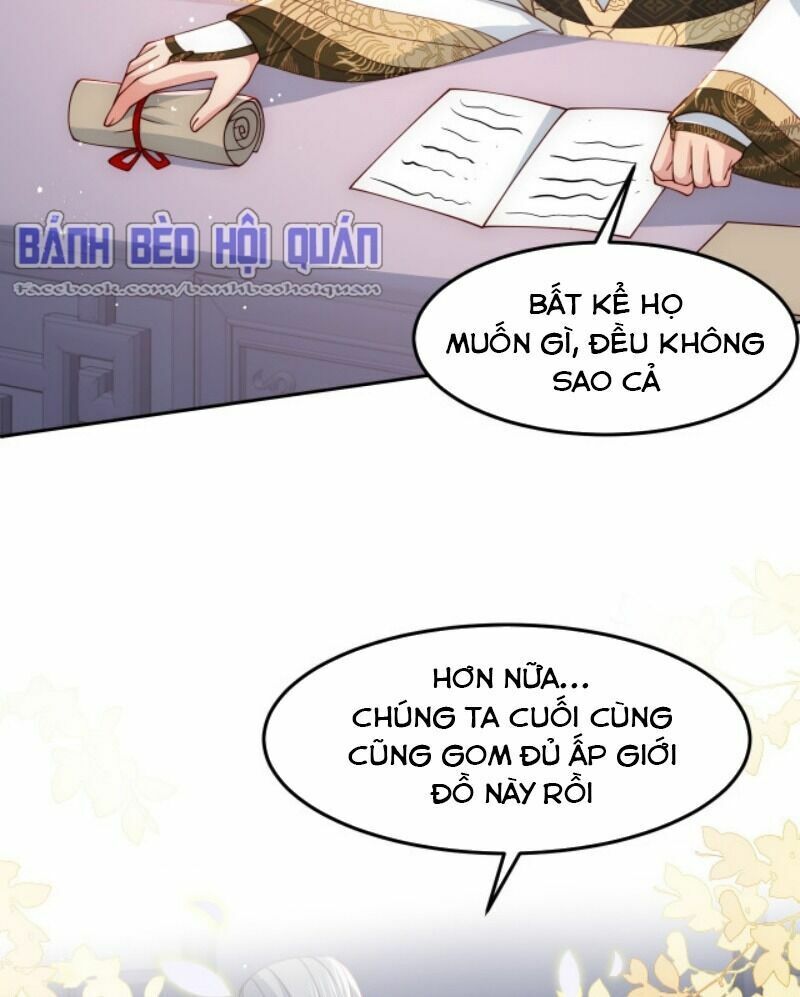 BÁNH BÈO HỘI QUÁN
Facebook.com/banhbeohoiquan
BẤT KỂ HỌ
MUỐN GÌ, ĐỀU KHÔNG
SAO CẢ
HƠN NỮA...
CHÚNG TA CUỐI CÙNG
CŨNG GOM ĐỦ ẤP GIỚI
ĐỒ NÀY RỒI